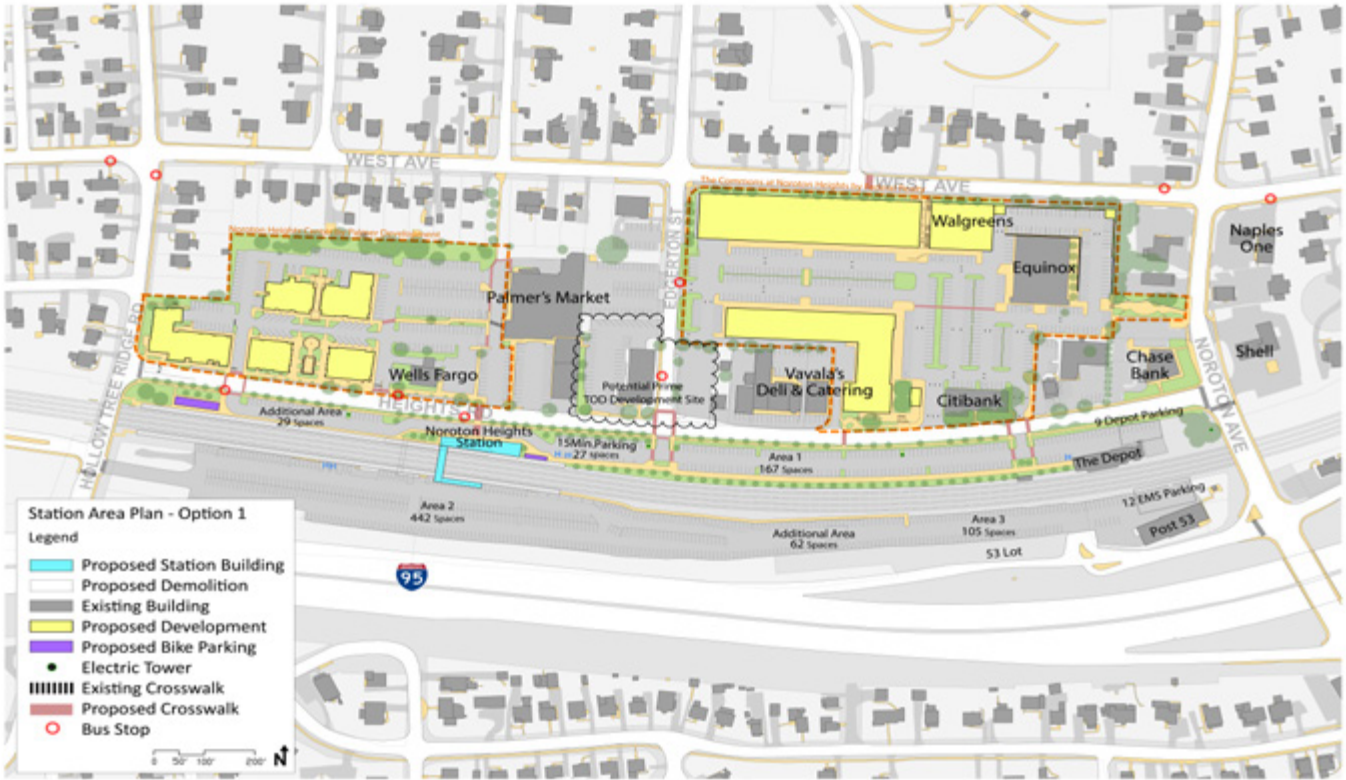 WEST AVE
The Commons at Noroton Heights
WEST AVE
Walgreens
Naples
One
EDGERTON ST
Equinox
Palmer's Market
HOLLOW TREE RIDGE RD
Wells Fargo
Potential Prime
TOD Development Site
Vavala's
Deli & Catering
Citibank
Chase
Bank
Shell
NOROTON AVE
HEIGHTS RD
Additional Area
29 Spaces
Noroton Heights
Station
15Min.Parking
27 spaces
Area 1
167 Spaces
9 Depot Parking
The Depot
Area 2
442 Spaces
Additional Area
62 Spaces
Area 3
105 Spaces
12 EMS Parking
Post 53
53 Lot
95
Station Area Plan - Option 1
Legend
Proposed Station Building
Proposed Demolition
Existing Building
Proposed Development
Proposed Bike Parking
Electric Tower
Existing Crosswalk
Proposed Crosswalk
Bus Stop
0 50' 100' 200' N